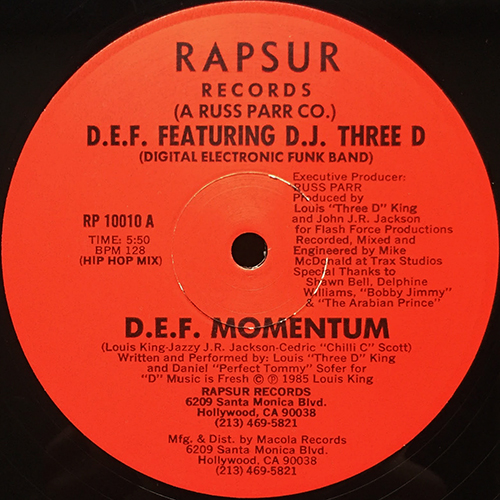 RAPSUR
RECORDS
(A RUSS PARR CO.)
D.E.F. FEATURING D.J. THREE D
(DIGITAL ELECTRONIC FUNK BAND)
Executive Producer:
RUSS PARR
Produced by
Louis "Three D" King
and John J.R. Jackson
for Flash Force Productions
Recorded, Mixed and
Engineered by Mike
McDonald at Trax Studios
Special Thanks to
Shawn Bell, Delphine
Williams, "Bobby Jimmy"
& "The Arabian Prince"
RP 10010 A
TIME: 5:50
BPM 128
(HIP HOP MIX)
D.E.F. MOMENTUM
(Louis King-Jazzy J.R. Jackson-Cedric "Chilli C" Scott)
Written and Performed by: Louis "Three D" King
and Daniel "Perfect Tommy" Sofer for
"D" Music is Fresh © ℗ 1985 Louis King
RAPSUR RECORDS
6209 Santa Monica Blvd.
Hollywood, CA 90038
(213) 469-5821
Mfg. & Dist. by Macola Records
6209 Santa Monica Blvd.
Hollywood, CA 90038
(213) 469-5821